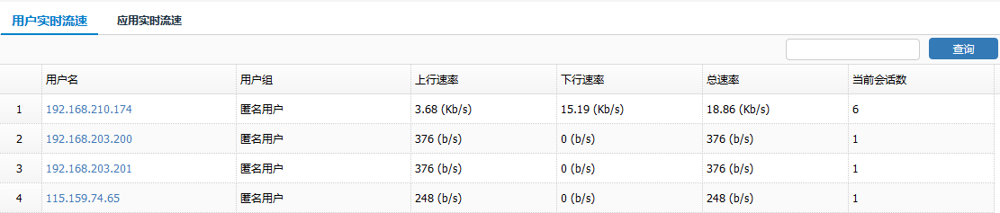 用户实时流速 应用实时流速
查询
用户名 用户组 上行速率 下行速率 总速率 当前会话数
1 192.168.210.174 匿名用户 3.68 (Kb/s) 15.19 (Kb/s) 18.86 (Kb/s) 6
2 192.168.203.200 匿名用户 376 (b/s) 0 (b/s) 376 (b/s) 1
3 192.168.203.201 匿名用户 376 (b/s) 0 (b/s) 376 (b/s) 1
4 115.159.74.65 匿名用户 248 (b/s) 0 (b/s) 248 (b/s) 1